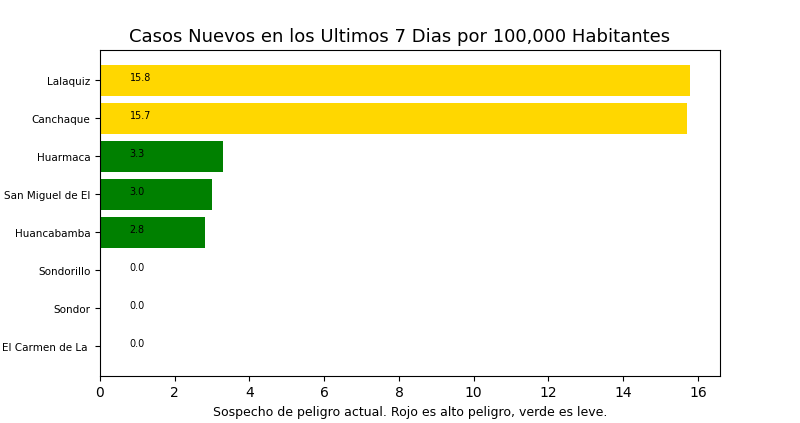 Casos Nuevos en los Ultimos 7 Dias por 100,000 Habitantes
Lalaquiz 15.8
Canchaque 15.7
Huarmaca 3.3
San Miguel de El 3.0
Huancabamba 2.8
Sondorillo 0.0
Sondor 0.0
El Carmen de La 0.0
0 2 4 6 8 10 12 14 16
Sospecho de peligro actual. Rojo es alto peligro, verde es leve.